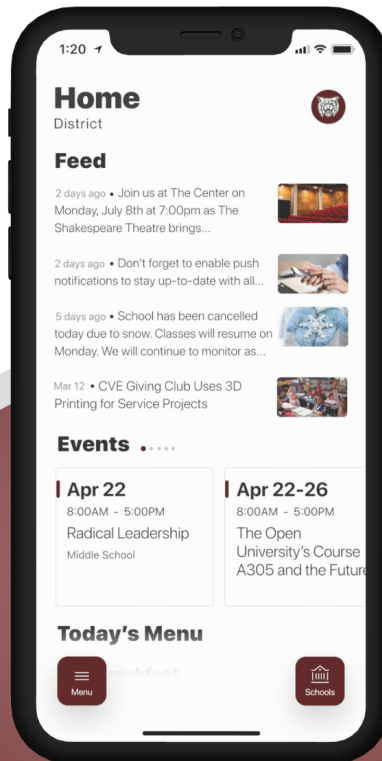 1:20
Home
District
Feed
2 days ago • Join us at The Center on
Monday, July 8th at 7:00pm as The
Shakespeare Theatre brings...
2 days ago • Don't forget to enable push
notifications to stay up-to-date with all...
5 days ago • School has been cancelled
today due to snow. Classes will resume on
Monday. We will continue to monitor as...
Mar 12 • CVE Giving Club Uses 3D
Printing for Service Projects
Events
Apr 22
8:00AM - 5:00PM
Radical Leadership
Middle School
Apr 22-26
8:00AM - 5:00PM
The Open
University's Course
A305 and the Future
Today's Menu
Breakfast
Menu
Schools